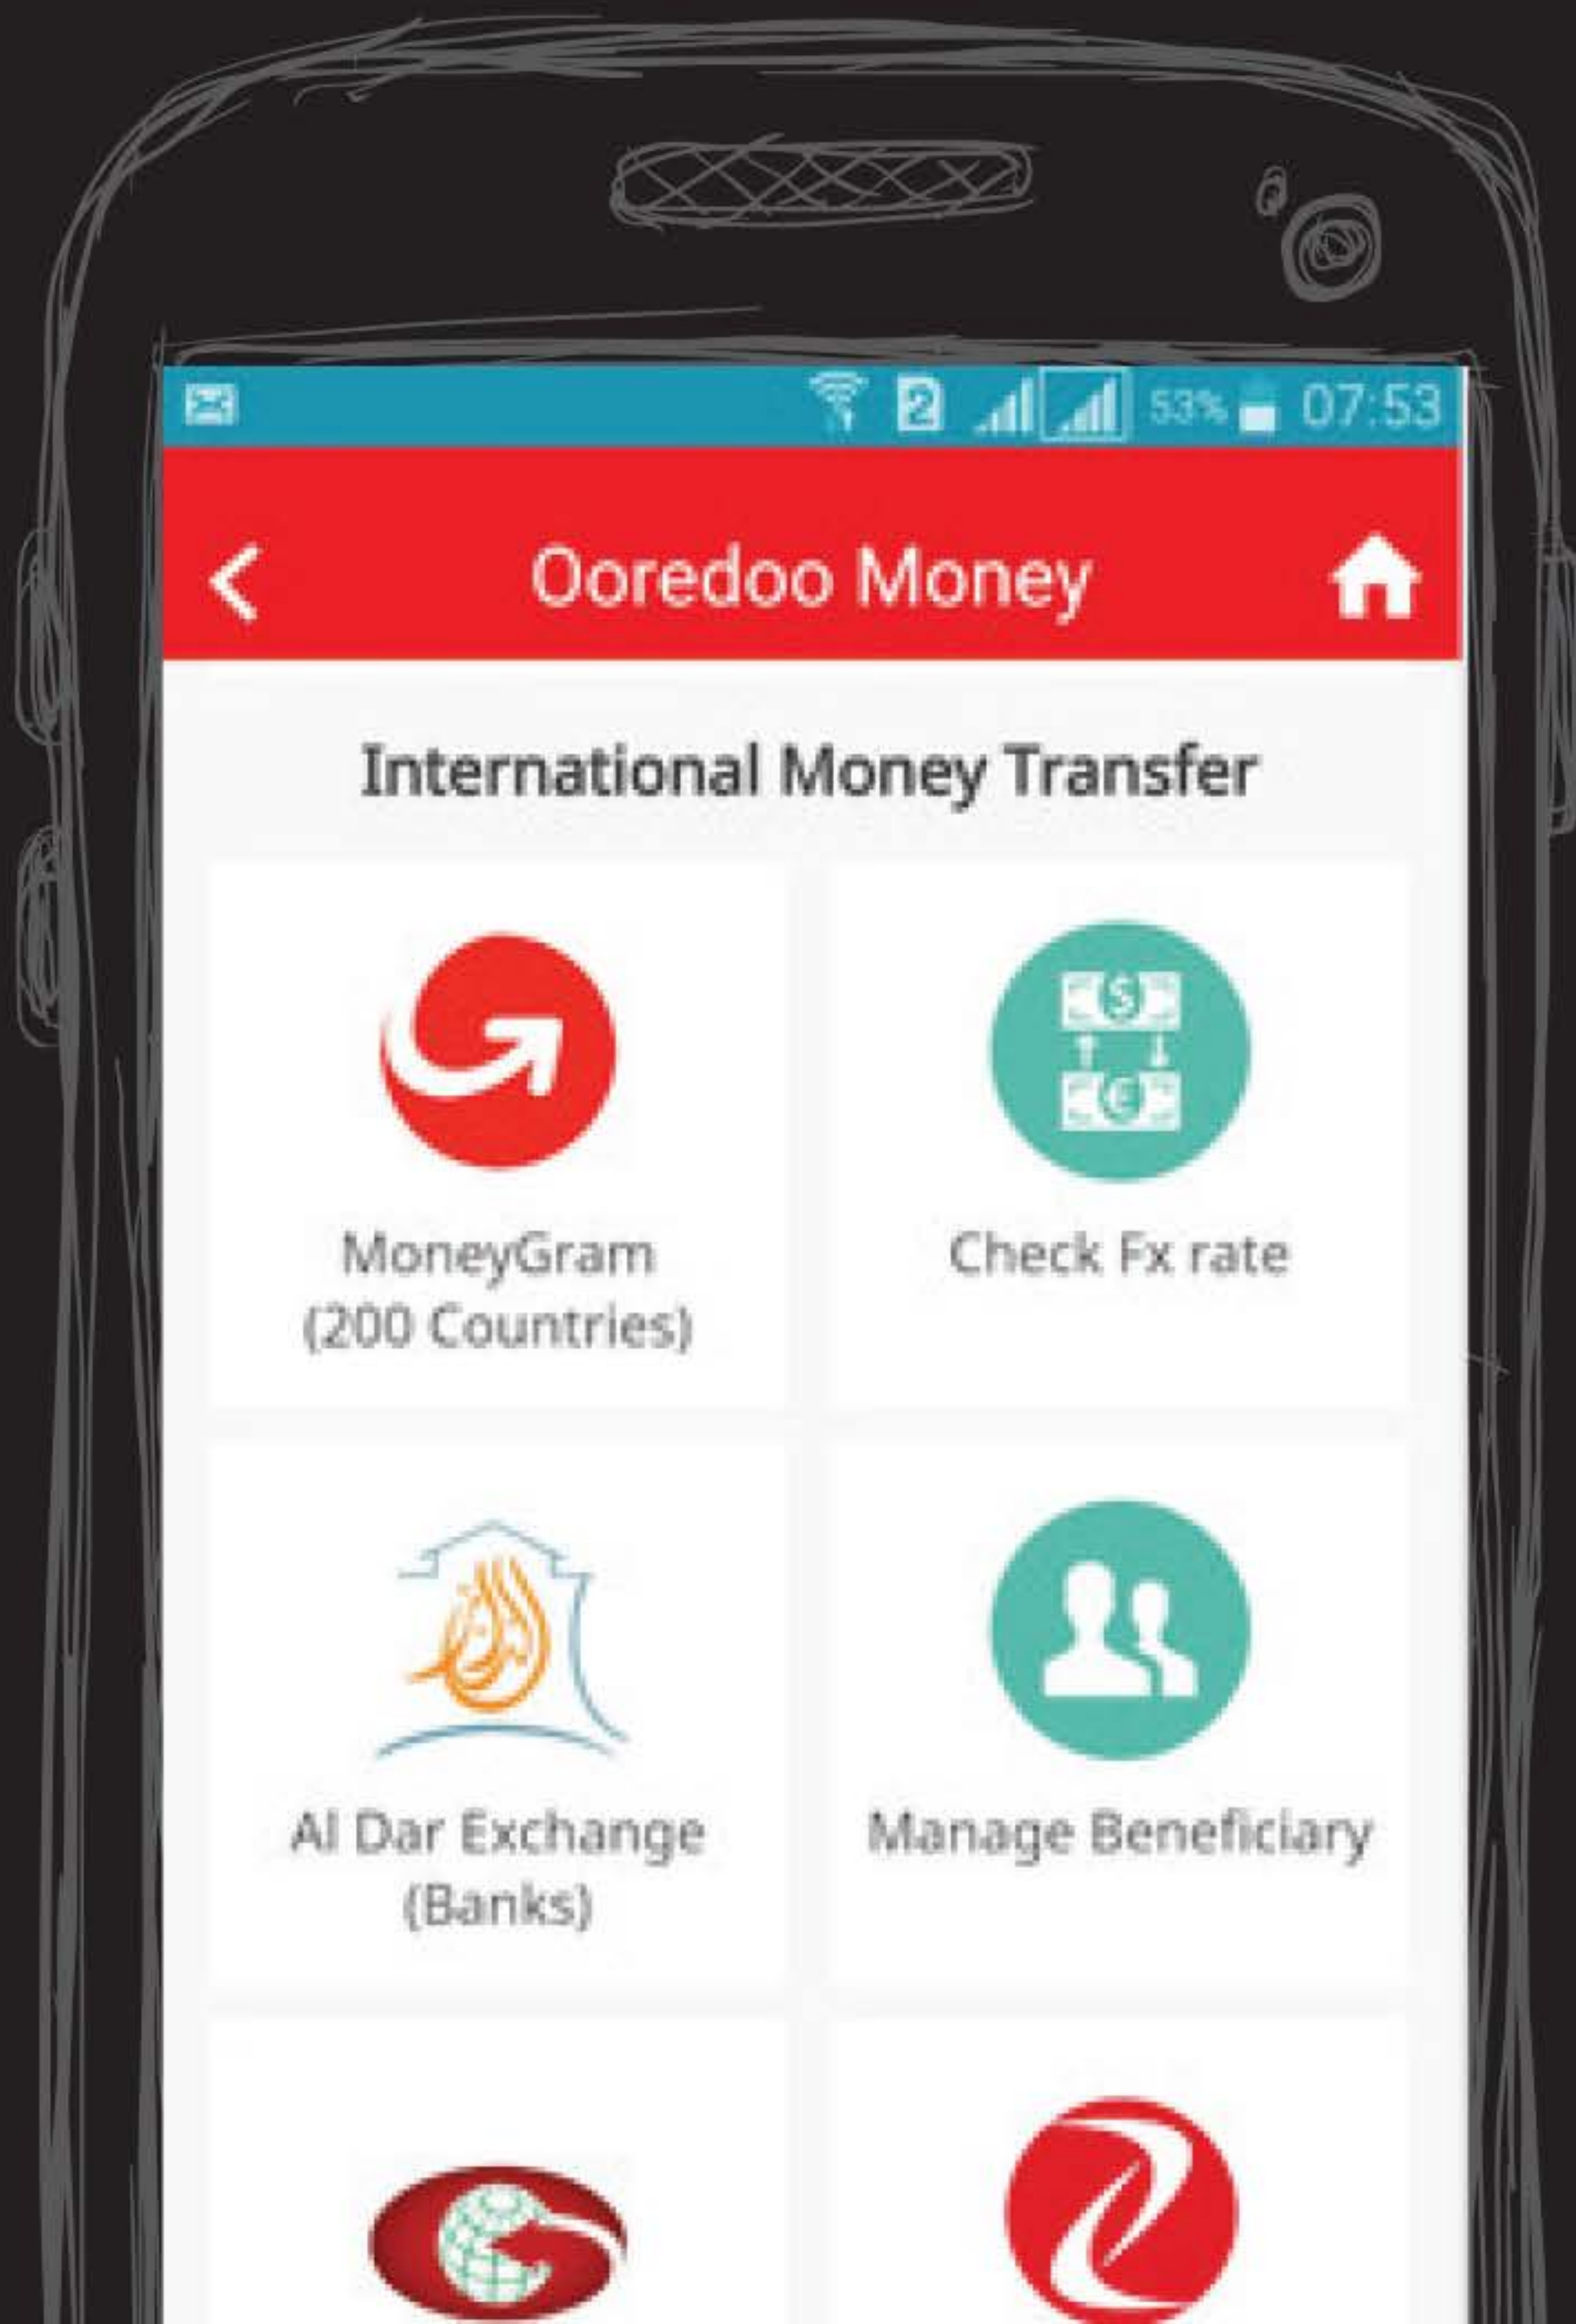 2 53% 07:53
Ooredoo Money
International Money Transfer
MoneyGram
(200 Countries)
Check Fx rate
Al Dar Exchange
(Banks)
Manage Beneficiary